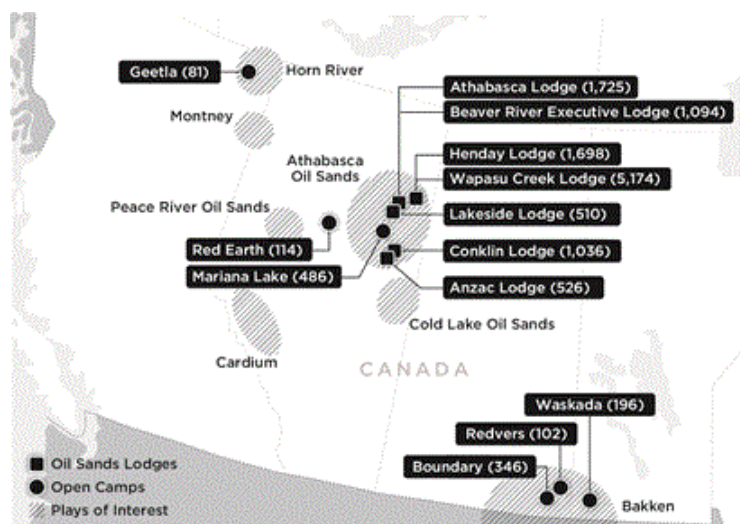 Geetla (81)
Horn River
Athabasca Lodge (1,725)
Beaver River Executive Lodge (1,094)
Montney
Henday Lodge (1,698)
Athabasca
Oil Sands
Wapasu Creek Lodge (5,174)
Peace River Oil Sands
Lakeside Lodge (510)
Red Earth (114)
Conklin Lodge (1,036)
Mariana Lake (486)
Anzac Lodge (526)
Cold Lake Oil Sands
Cardium
CANADA
Waskada (196)
Redvers (102)
Boundary (346)
Bakken
Oil Sands Lodges
Open Camps
Plays of Interest